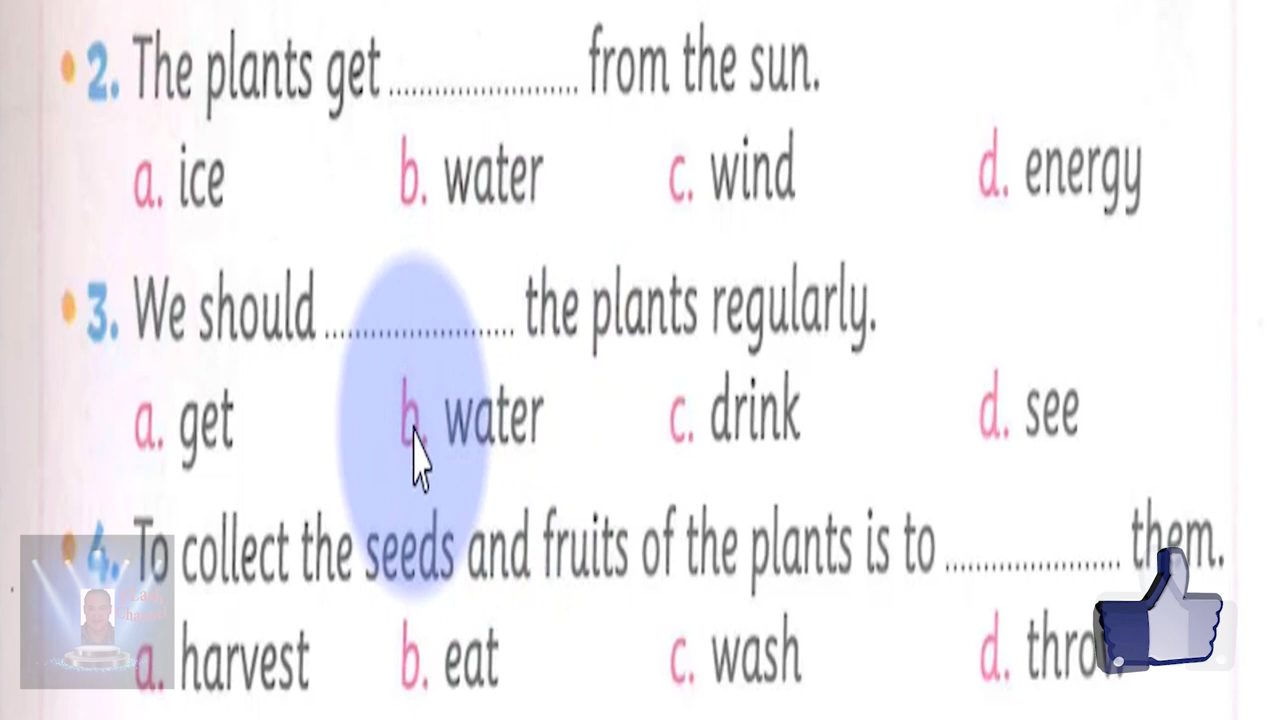 2. The plants get ........................ from the sun.
a. ice b. water c. wind d. energy
3. We should ........................ the plants regularly.
a. get b. water c. drink d. see
4. To collect the seeds and fruits of the plants is to ...................... them.
a. harvest b. eat c. wash d.
Channel